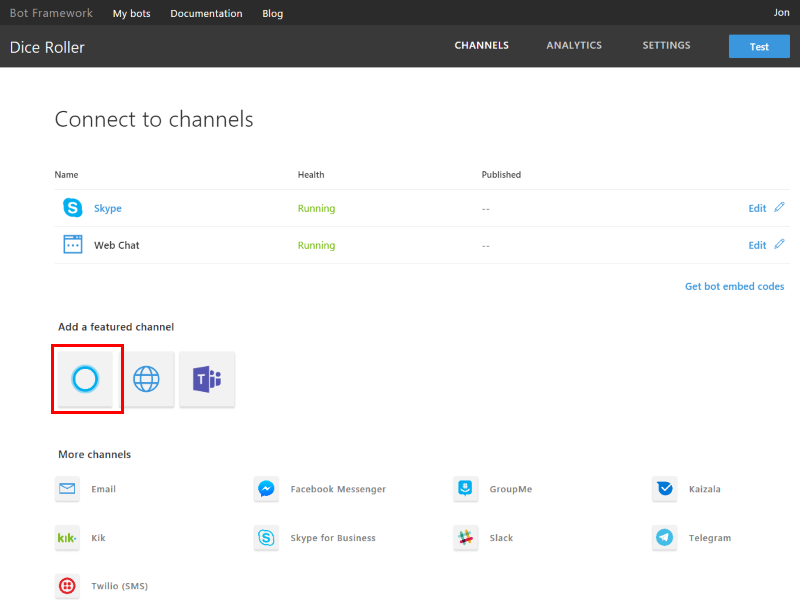 Bot Framework My bots Documentation Blog Jon
Dice Roller CHANNELS ANALYTICS SETTINGS Test
Connect to channels
Name Health Published
S Skype Running -- Edit
Web Chat Running -- Edit
Get bot embed codes
Add a featured channel
T
More channels
Email Facebook Messenger GroupMe Kaizala
kik. Kik S Skype for Business Slack Telegram
Twilio (SMS)